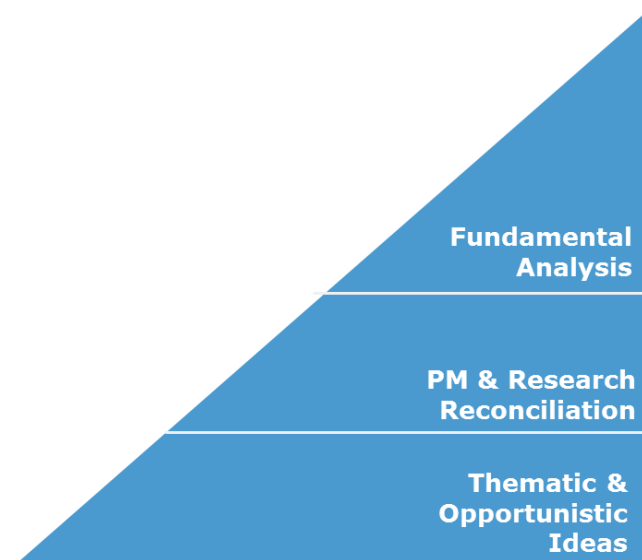 Fundamental
Analysis
PM & Research
Reconciliation
Thematic &
Opportunistic
Ideas